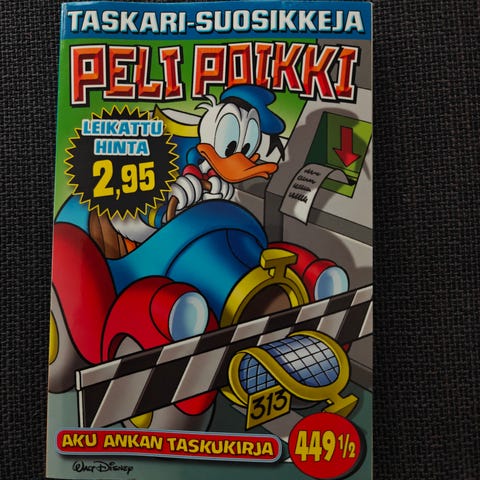 TASKARI-SUOSIKKEJA
PELI POIKKI
LEIKATTU
HINTA
2,95
313
AKU ANKAN TASKUKIRJA
449 1/2
Walt Disney